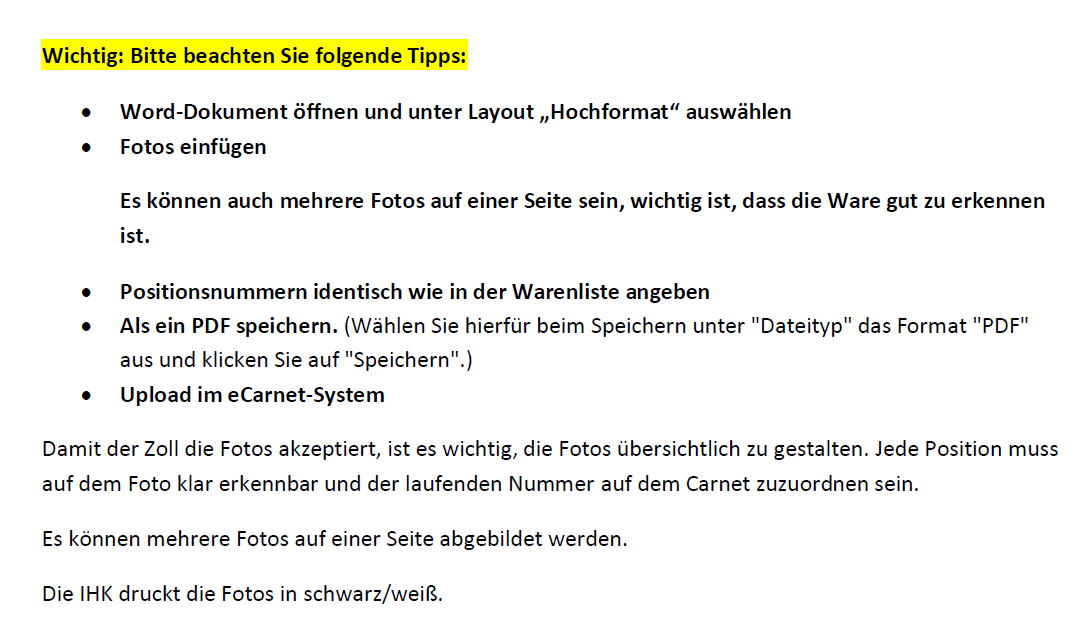 Wichtig: Bitte beachten Sie folgende Tipps:
• Word-Dokument öffnen und unter Layout „Hochformat“ auswählen
• Fotos einfügen
Es können auch mehrere Fotos auf einer Seite sein, wichtig ist, dass die Ware gut zu erkennen
ist.
• Positionsnummern identisch wie in der Warenliste angeben
• Als ein PDF speichern. (Wählen Sie hierfür beim Speichern unter "Dateityp" das Format "PDF"
aus und klicken Sie auf "Speichern".)
• Upload im eCarnet-System
Damit der Zoll die Fotos akzeptiert, ist es wichtig, die Fotos übersichtlich zu gestalten. Jede Position muss
auf dem Foto klar erkennbar und der laufenden Nummer auf dem Carnet zuzuordnen sein.
Es können mehrere Fotos auf einer Seite abgebildet werden.
Die IHK druckt die Fotos in schwarz/weiß.